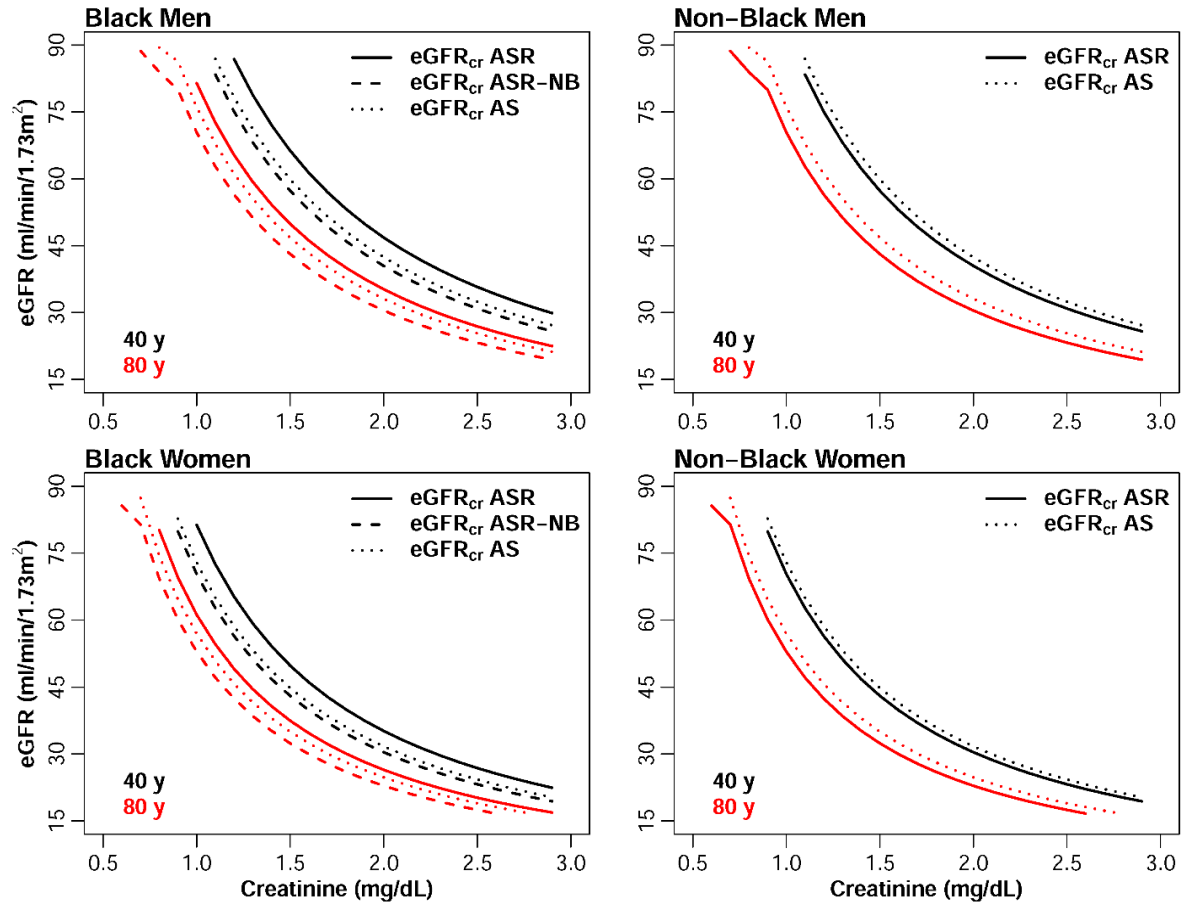 Black Men
eGFRcr ASR
eGFRcr ASR−NB
eGFRcr AS
40 y
80 y
eGFR (ml/min/1.73m²)
90
75
60
45
30
15
0.5 1.0 1.5 2.0 2.5 3.0
Non−Black Men
eGFRcr ASR
eGFRcr AS
40 y
80 y
90
75
60
45
30
15
0.5 1.0 1.5 2.0 2.5 3.0
Black Women
eGFRcr ASR
eGFRcr ASR−NB
eGFRcr AS
40 y
80 y
eGFR (ml/min/1.73m²)
90
75
60
45
30
15
0.5 1.0 1.5 2.0 2.5 3.0
Creatinine (mg/dL)
Non−Black Women
eGFRcr ASR
eGFRcr AS
40 y
80 y
90
75
60
45
30
15
0.5 1.0 1.5 2.0 2.5 3.0
Creatinine (mg/dL)